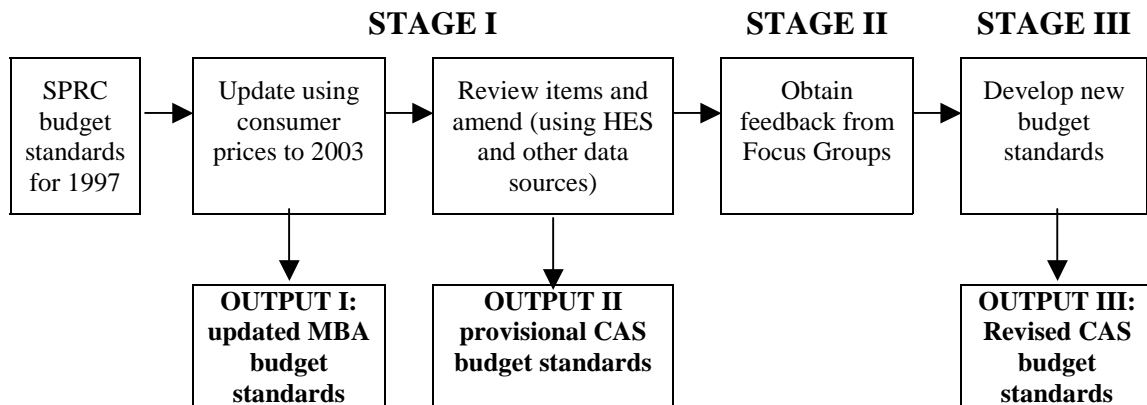 STAGE I
STAGE II
STAGE III
SPRC
budget
standards
for 1997
Update using
consumer
prices to 2003
Review items and
amend (using HES
and other data
sources)
Obtain
feedback from
Focus Groups
Develop new
budget
standards
OUTPUT I:
updated MBA
budget
standards
OUTPUT II
provisional CAS
budget standards
OUTPUT III:
Revised CAS
budget
standards